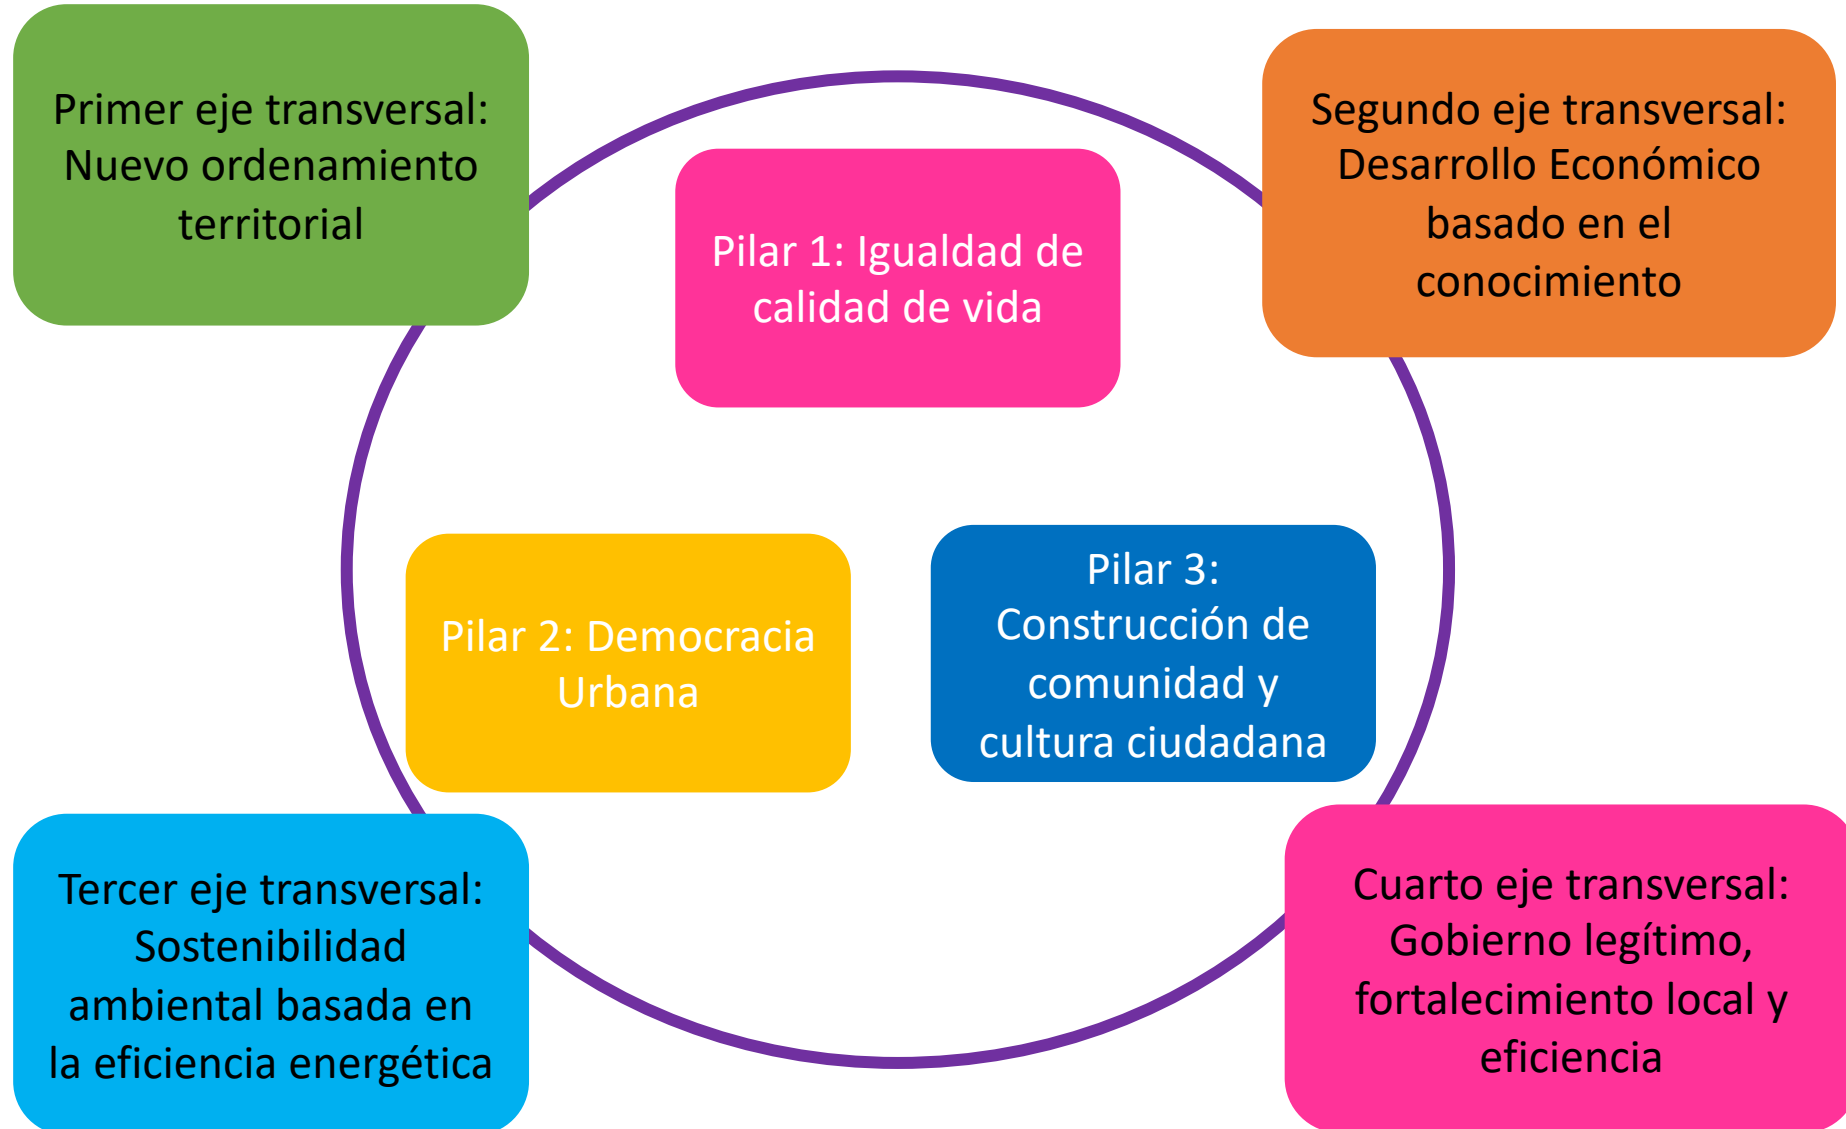 Primer eje transversal:
Nuevo ordenamiento
territorial
Segundo eje transversal:
Desarrollo Económico
basado en el
conocimiento
Pilar 1: Igualdad de
calidad de vida
Pilar 2: Democracia
Urbana
Pilar 3:
Construcción de
comunidad y
cultura ciudadana
Tercer eje transversal:
Sostenibilidad
ambiental basada en
la eficiencia energética
Cuarto eje transversal:
Gobierno legítimo,
fortalecimiento local y
eficiencia